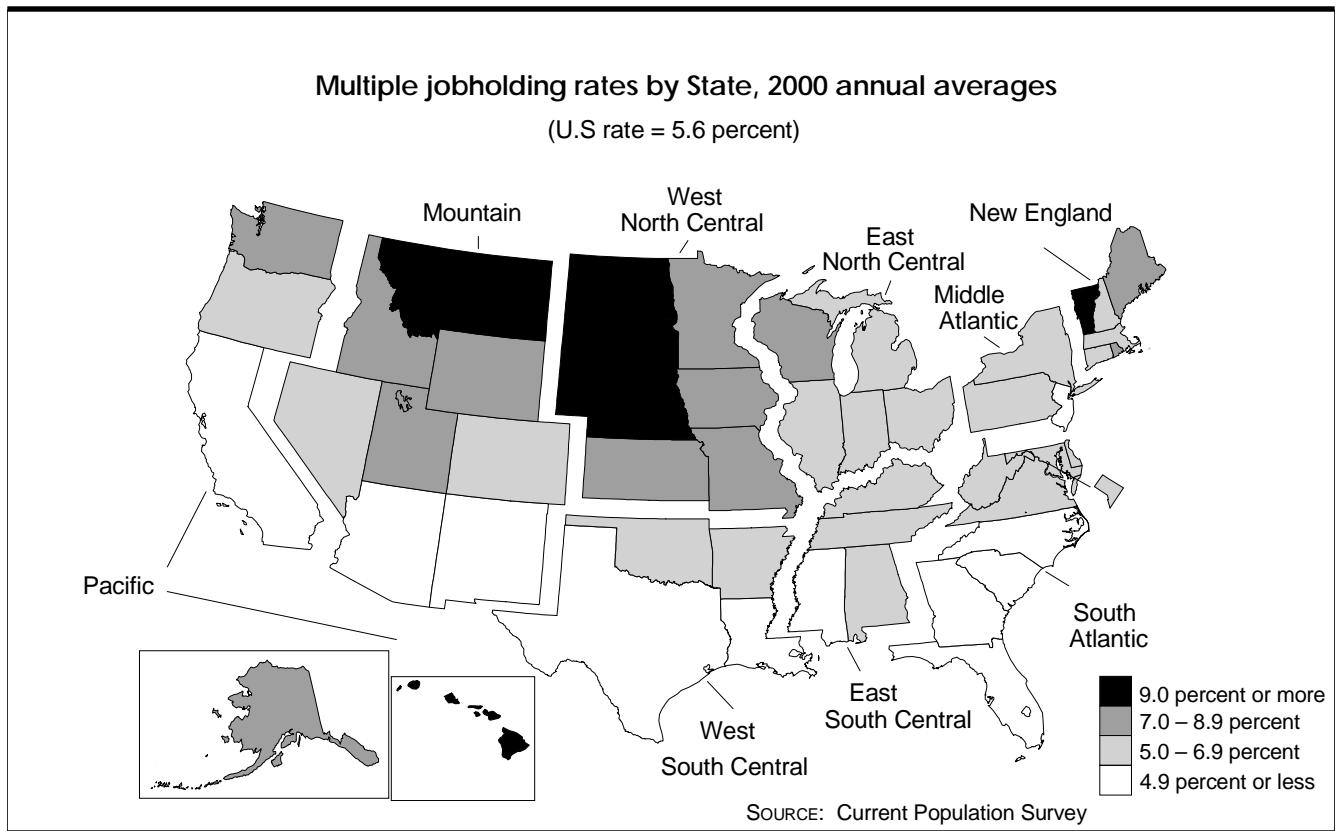 Multiple jobholding rates by State, 2000 annual averages
(U.S rate = 5.6 percent)
Mountain
West
North Central
New England
East
North Central
Middle
Atlantic
Pacific
South
Atlantic
East
South Central
West
South Central
9.0 percent or more
7.0 – 8.9 percent
5.0 – 6.9 percent
4.9 percent or less
SOURCE: Current Population Survey